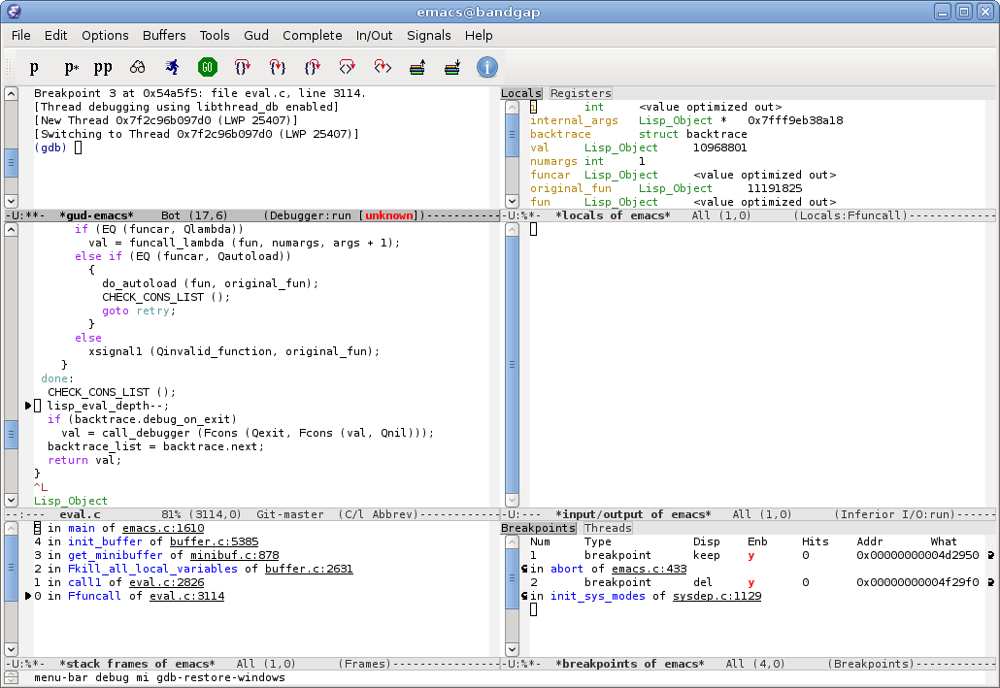 emacs@bandgap
File Edit Options Buffers Tools Gud Complete In/Out Signals Help
p p* pp GO {} {} {} <> <> i
Breakpoint 3 at 0x54a5f5: file eval.c, line 3114.
[Thread debugging using libthread_db enabled]
[New Thread 0x7f2c96b097d0 (LWP 25407)]
[Switching to Thread 0x7f2c96b097d0 (LWP 25407)]
(gdb)
-U:**-  *gud-emacs*    Bot (17,6)     (Debugger:run [unknown])-----------
Locals Registers
i       int     <value optimized out>
internal_args   Lisp_Object *   0x7fff9eb38a18
backtrace       struct backtrace
val     Lisp_Object     10968801
numargs int     1
funcar  Lisp_Object     <value optimized out>
original_fun    Lisp_Object     11191825
fun     Lisp_Object     <value optimized out>
-U:%*-  *locals of emacs*   All (1,0)      (Locals:Ffuncall)-------------
      if (EQ (funcar, Qlambda))
        val = funcall_lambda (fun, numargs, args + 1);
      else if (EQ (funcar, Qautoload))
        {
          do_autoload (fun, original_fun);
          CHECK_CONS_LIST ();
          goto retry;
        }
      else
        xsignal1 (Qinvalid_function, original_fun);
    }
 done:
  CHECK_CONS_LIST ();
  lisp_eval_depth--;
  if (backtrace.debug_on_exit)
    val = call_debugger (Fcons (Qexit, Fcons (val, Qnil)));
  backtrace_list = backtrace.next;
  return val;
}
^L
Lisp_Object
--:---  eval.c         81% (3114,0)  Git-master  (C/l Abbrev)------------
-U:---  *input/output of emacs*   All (1,0)      (Inferior I/O:run)------
5 in main of emacs.c:1610
4 in init_buffer of buffer.c:5385
3 in get_minibuffer of minibuf.c:878
2 in Fkill_all_local_variables of buffer.c:2631
1 in call1 of eval.c:2826
0 in Ffuncall of eval.c:3114
-U:%*-  *stack frames of emacs*   All (1,0)      (Frames)----------------
Breakpoints Threads
Num     Type            Disp    Enb     Hits    Addr       What
1       breakpoint      keep    y       0       0x00000000004d2950
in abort of emacs.c:433
2       breakpoint      del     y       0       0x00000000004f29f0
in init_sys_modes of sysdep.c:1129
-U:%*-  *breakpoints of emacs*   All (4,0)      (Breakpoints)------------
menu-bar debug mi gdb-restore-windows